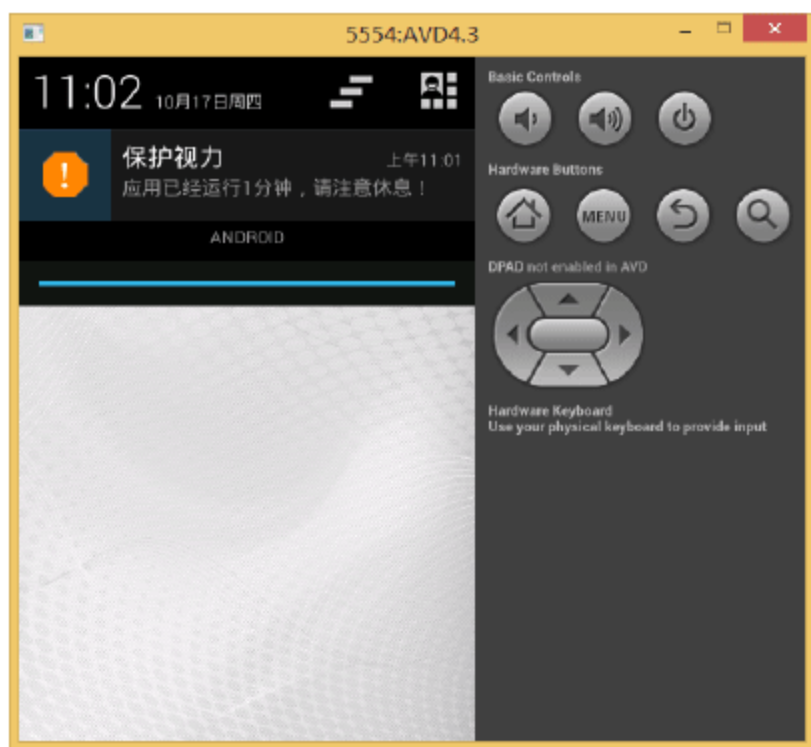 5554:AVD4.3
11:02 10月17日周四
保护视力 上午11:01
应用已经运行1分钟，请注意休息！
ANDROID
Basic Controls
Hardware Buttons
MENU
DPAD not enabled in AVD
Hardware Keyboard
Use your physical keyboard to provide input